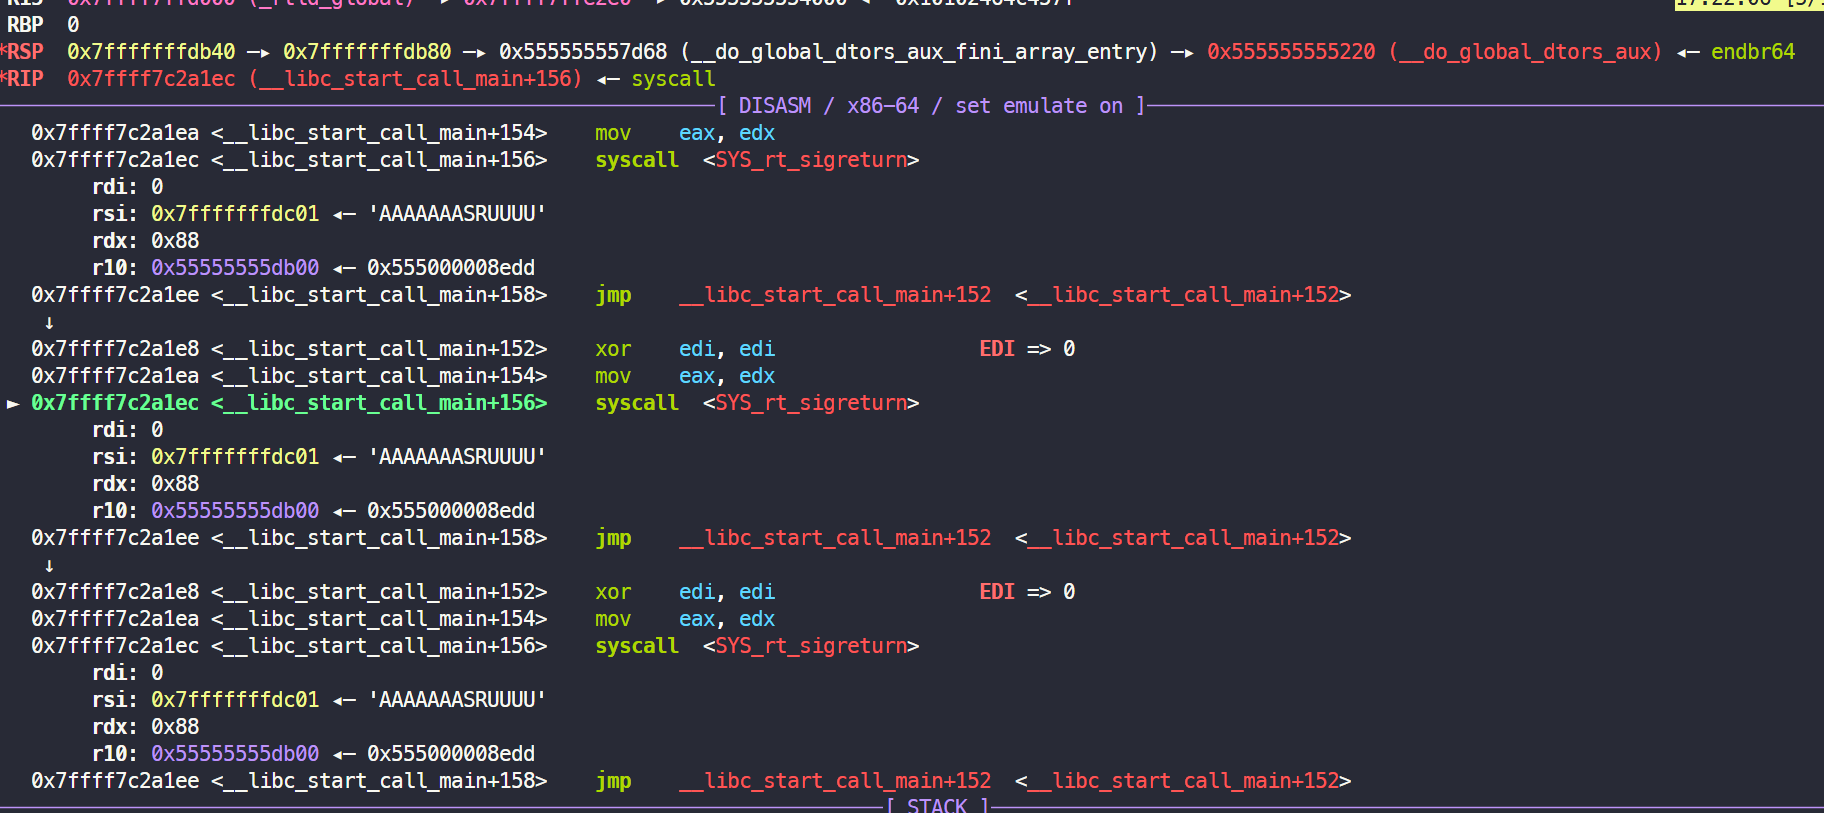 RBP  0
*RSP  0x7fffffffdb40 —▸ 0x7fffffffdb80 —▸ 0x555555557d68 (__do_global_dtors_aux_fini_array_entry) —▸ 0x555555555220 (__do_global_dtors_aux) ◂— endbr64
*RIP  0x7ffff7c2a1ec (__libc_start_call_main+156) ◂— syscall
[ DISASM / x86-64 / set emulate on ]
0x7ffff7c2a1ea <__libc_start_call_main+154>    mov    eax, edx
0x7ffff7c2a1ec <__libc_start_call_main+156>    syscall  <SYS_rt_sigreturn>
rdi: 0
rsi: 0x7fffffffdc01 ◂— 'AAAAAAASRUUUU'
rdx: 0x88
r10: 0x55555555db00 ◂— 0x555000008edd
0x7ffff7c2a1ee <__libc_start_call_main+158>    jmp    __libc_start_call_main+152  <__libc_start_call_main+152>
↓
0x7ffff7c2a1e8 <__libc_start_call_main+152>    xor    edi, edi                 EDI => 0
0x7ffff7c2a1ea <__libc_start_call_main+154>    mov    eax, edx
► 0x7ffff7c2a1ec <__libc_start_call_main+156>    syscall  <SYS_rt_sigreturn>
rdi: 0
rsi: 0x7fffffffdc01 ◂— 'AAAAAAASRUUUU'
rdx: 0x88
r10: 0x55555555db00 ◂— 0x555000008edd
0x7ffff7c2a1ee <__libc_start_call_main+158>    jmp    __libc_start_call_main+152  <__libc_start_call_main+152>
↓
0x7ffff7c2a1e8 <__libc_start_call_main+152>    xor    edi, edi                 EDI => 0
0x7ffff7c2a1ea <__libc_start_call_main+154>    mov    eax, edx
0x7ffff7c2a1ec <__libc_start_call_main+156>    syscall  <SYS_rt_sigreturn>
rdi: 0
rsi: 0x7fffffffdc01 ◂— 'AAAAAAASRUUUU'
rdx: 0x88
r10: 0x55555555db00 ◂— 0x555000008edd
0x7ffff7c2a1ee <__libc_start_call_main+158>    jmp    __libc_start_call_main+152  <__libc_start_call_main+152>
[ STACK ]